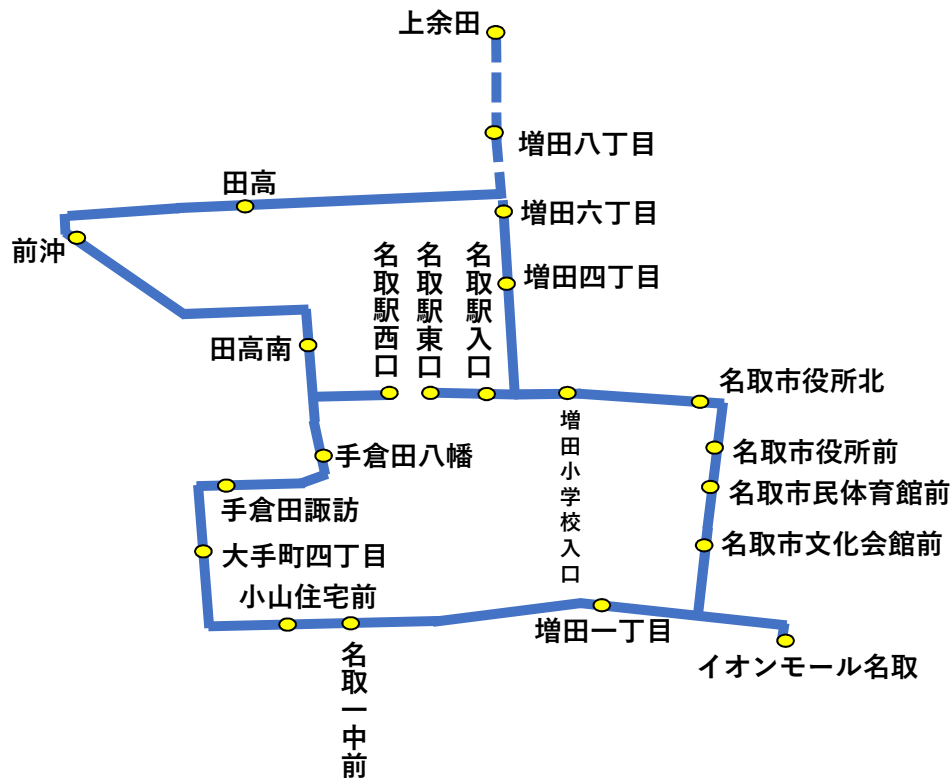 上余田
増田八丁目
田高
増田六丁目
前沖
名取駅西口
名取駅東口
名取駅入口
増田四丁目
田高南
名取市役所北
増田小学校入口
名取市役所前
手倉田八幡
名取市民体育館前
手倉田諏訪
名取市文化会館前
大手町四丁目
小山住宅前
増田一丁目
名取一中前
イオンモール名取